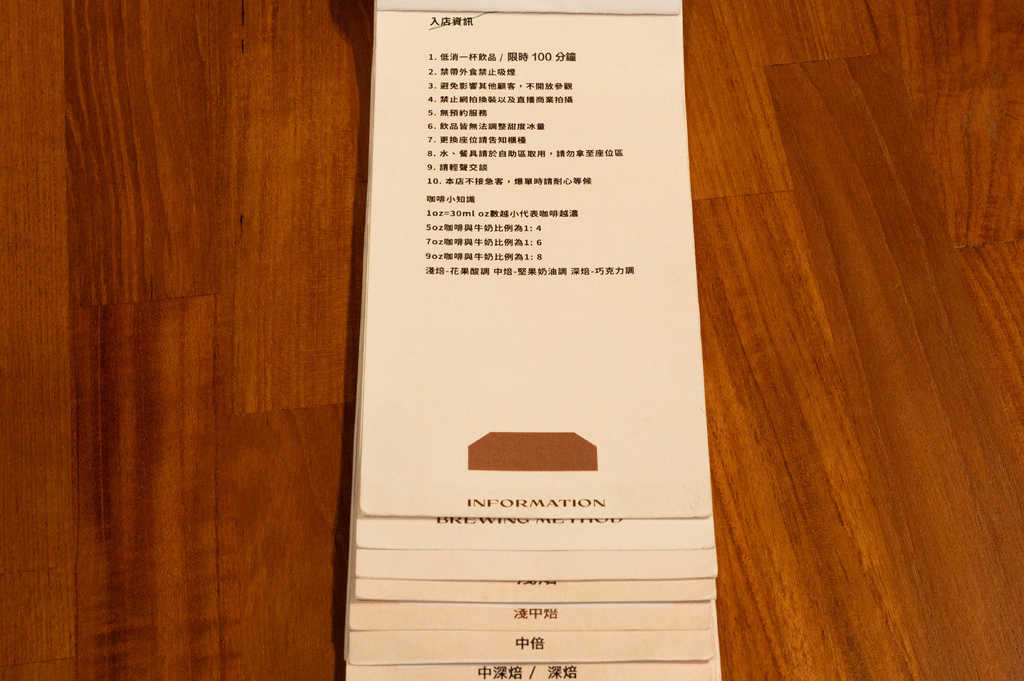 入店資訊
1. 低消一杯飲品 / 限時 100 分鐘
2. 禁帶外食禁止吸煙
3. 避免影響其他顧客，不開放參觀
4. 禁止網拍換裝以及直播商業拍攝
5. 無預約服務
6. 飲品皆無法調整甜度冰量
7. 更換座位請告知櫃檯
8. 水、餐具請於自助區取用，請勿拿至座位區
9. 請輕聲交談
10. 本店不接急客，爆單時請耐心等候
咖啡小知識
1oz=30ml oz數越小代表咖啡越濃
5oz咖啡與牛奶比例為1: 4
7oz咖啡與牛奶比例為1: 6
9oz咖啡與牛奶比例為1: 8
淺焙-花果酸調 中焙-堅果奶油調 深焙-巧克力調
INFORMATION
BREWING METHOD
淺中焙
中倍
中深焙 / 深焙